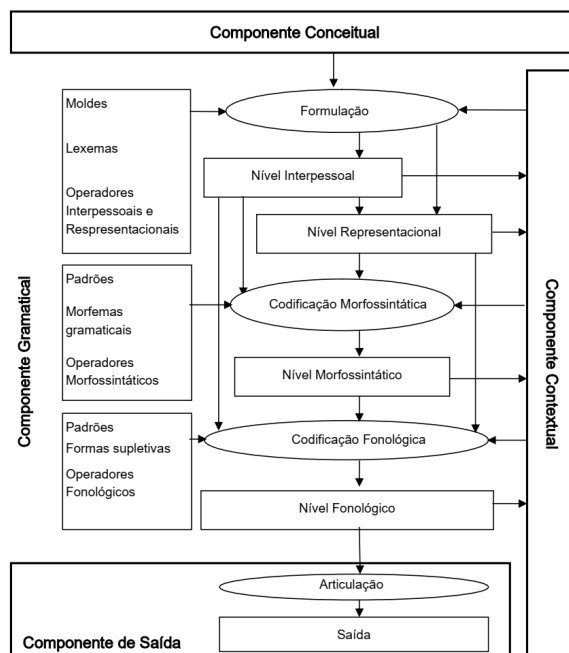 Componente Conceitual
Moldes
Lexemas
Operadores
Interpessoais e
Respresentacionais
Formulação
Nível Interpessoal
Nível Representacional
Componente Gramatical
Padrões
Morfemas
gramaticais
Operadores
Morfossintáticos
Codificação Morfossintática
Nível Morfossintático
Padrões
Formas supletivas
Operadores
Fonológicos
Codificação Fonológica
Nível Fonológico
Componente Contextual
Articulação
Saída
Componente de Saída